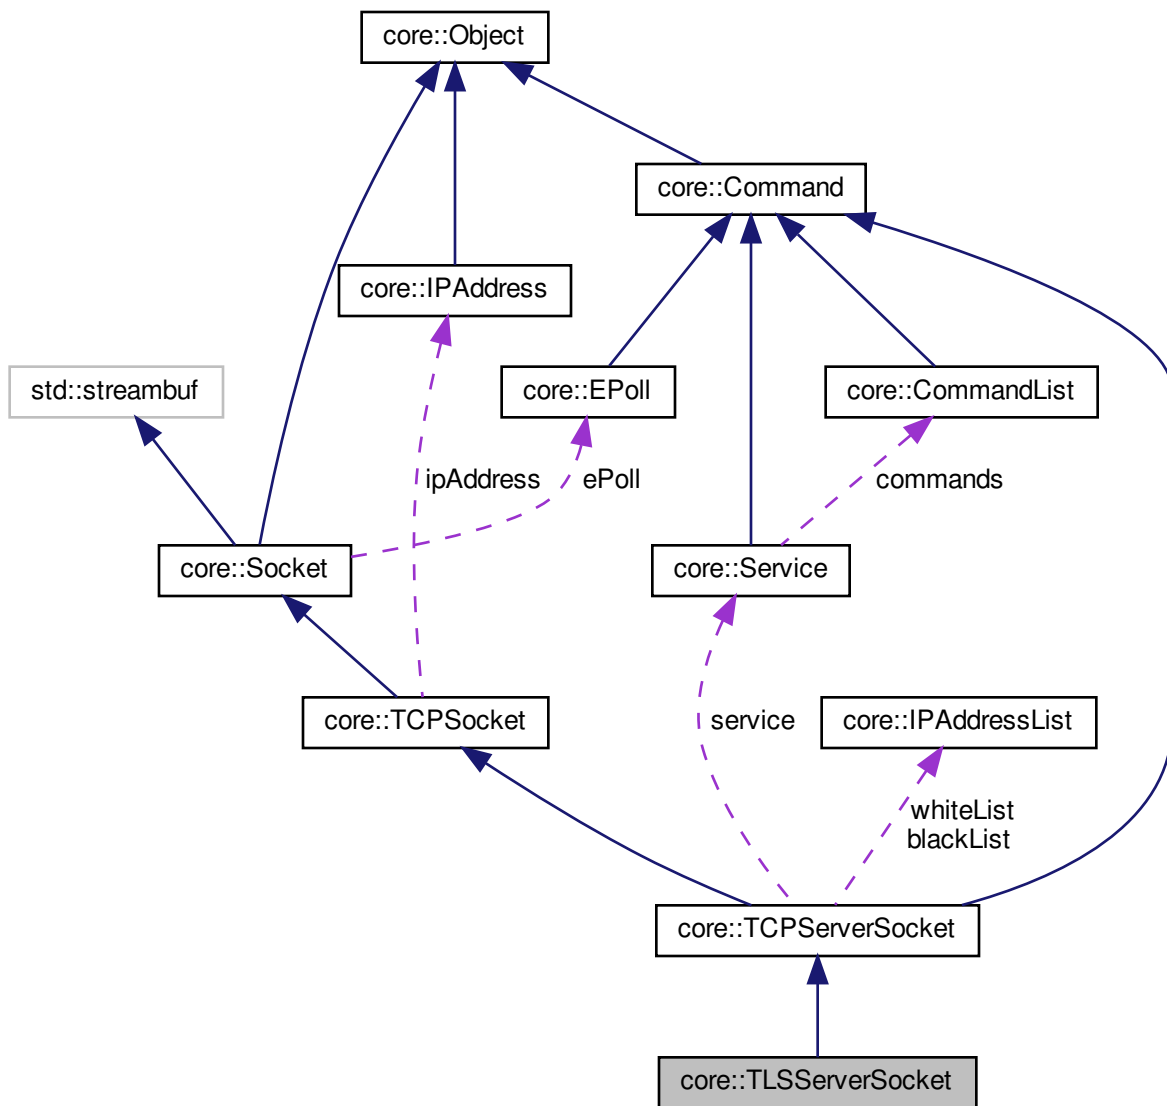 core::Object
core::Command
core::IPAddress
std::streambuf
core::EPoll
core::CommandList
ipAddress
ePoll
commands
core::Socket
core::Service
core::TCPSocket
service
core::IPAddressList
whiteList
blackList
core::TCPServerSocket
core::TLSServerSocket